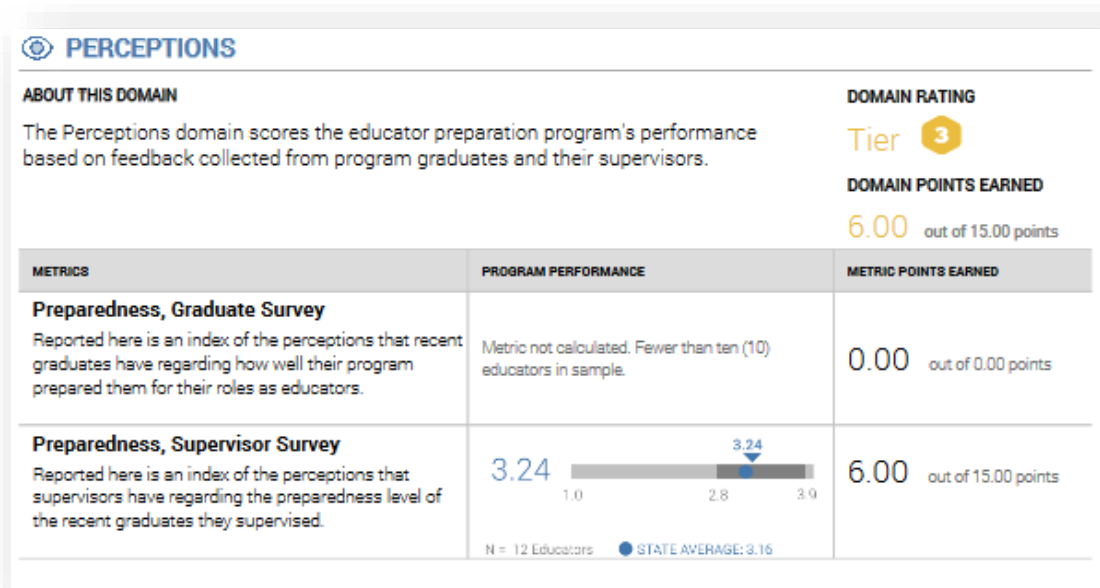 PERCEPTIONS
ABOUT THIS DOMAIN
The Perceptions domain scores the educator preparation program's performance
based on feedback collected from program graduates and their supervisors.
DOMAIN RATING
Tier 3
DOMAIN POINTS EARNED
6.00 out of 15.00 points
METRICS PROGRAM PERFORMANCE METRIC POINTS EARNED
Preparedness, Graduate Survey
Reported here is an index of the perceptions that recent
graduates have regarding how well their program
prepared them for their roles as educators.
Metric not calculated. Fewer than ten (10)
educators in sample.
0.00 out of 0.00 points
Preparedness, Supervisor Survey
Reported here is an index of the perceptions that
supervisors have regarding the preparedness level of
the recent graduates they supervised.
3.24
3.24
1.0 2.8 3.9
N = 12 Educators STATE AVERAGE: 3.16
6.00 out of 15.00 points